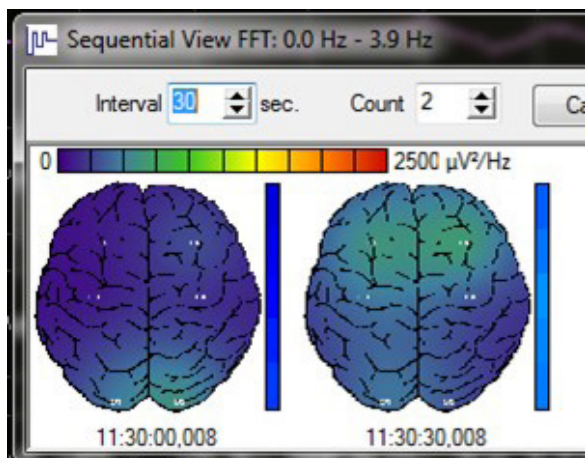 Sequential View FFT: 0.0 Hz - 3.9 Hz
Interval 30 sec. Count 2 Ca
0 2500 µV²/Hz
11:30:00,008 11:30:30,008